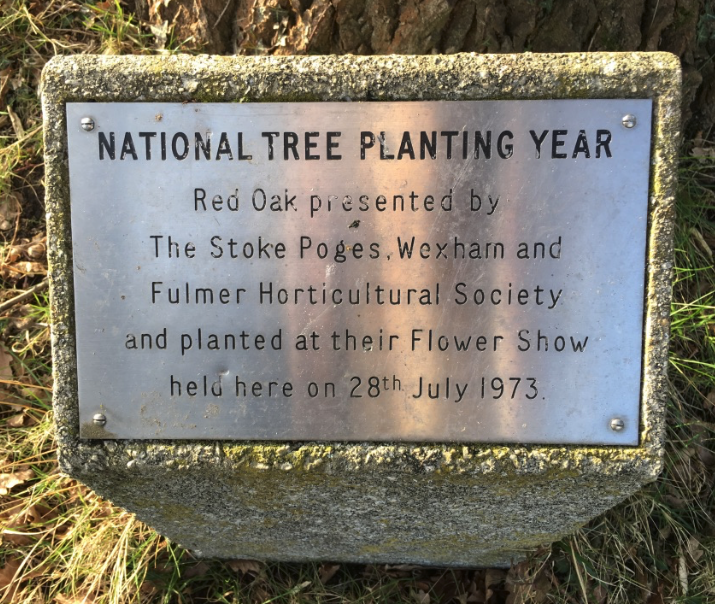 NATIONAL TREE PLANTING YEAR
Red Oak presented by
The Stoke Poges, Wexham and
Fulmer Horticultural Society
and planted at their Flower Show
held here on 28th July 1973.